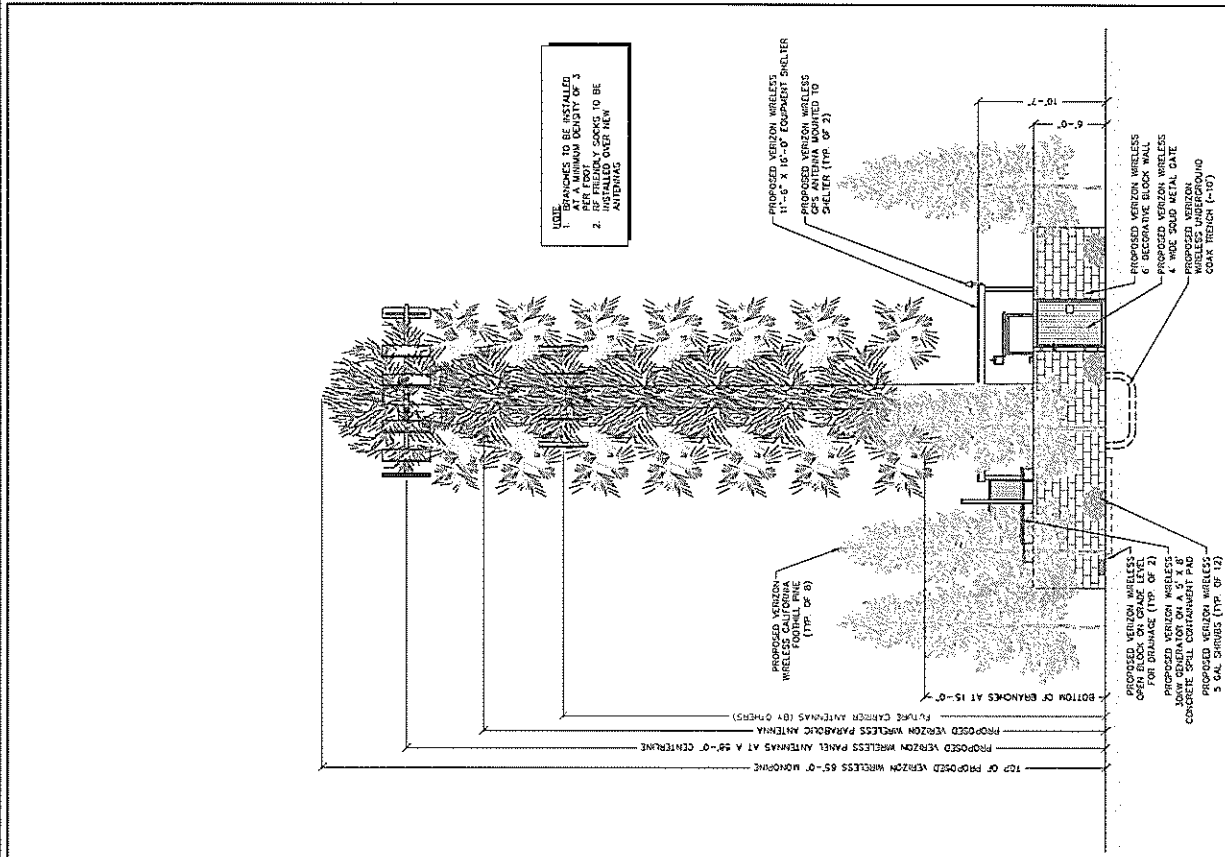 NOTE
1. BRANCHES TO BE INSTALLED
AT A MINIMUM DENSITY OF 3
PER FOOT
2. RF FRIENDLY SOCKS TO BE
INSTALLED OVER NEW
ANTENNAS
PROPOSED VERIZON WIRELESS
11'-6" X 16'-0" EQUIPMENT SHELTER
PROPOSED VERIZON WIRELESS
GPS ANTENNA MOUNTED TO
SHELTER (TYP. OF 2)
10'-7"
6'-0"
PROPOSED VERIZON WIRELESS
6' DECORATIVE BLOCK WALL
PROPOSED VERIZON WIRELESS
4' WIDE SOLID METAL GATE
PROPOSED VERIZON
WIRELESS UNDERGROUND
COAX TRENCH (~10')
PROPOSED VERIZON
WIRELESS CALIFORNIA
FOOTHILL PINE
(TYP. OF 8)
PROPOSED VERIZON WIRELESS
OPEN BLOCK ON GRADE LEVEL
FOR DRAINAGE (TYP. OF 2)
PROPOSED VERIZON WIRELESS
30KW GENERATOR ON A 5' X 8'
CONCRETE SPILL CONTAINMENT PAD
PROPOSED VERIZON WIRELESS
5 GAL SHRUBS (TYP. OF 12)
BOTTOM OF BRANCHES AT 15'-0"
FUTURE CARRIER ANTENNAS (BY OTHERS)
PROPOSED VERIZON WIRELESS PARABOLIC ANTENNA
PROPOSED VERIZON WIRELESS PANEL ANTENNAS AT A 58'-0" CENTERLINE
TOP OF PROPOSED VERIZON WIRELESS 65'-0" MONOPINE